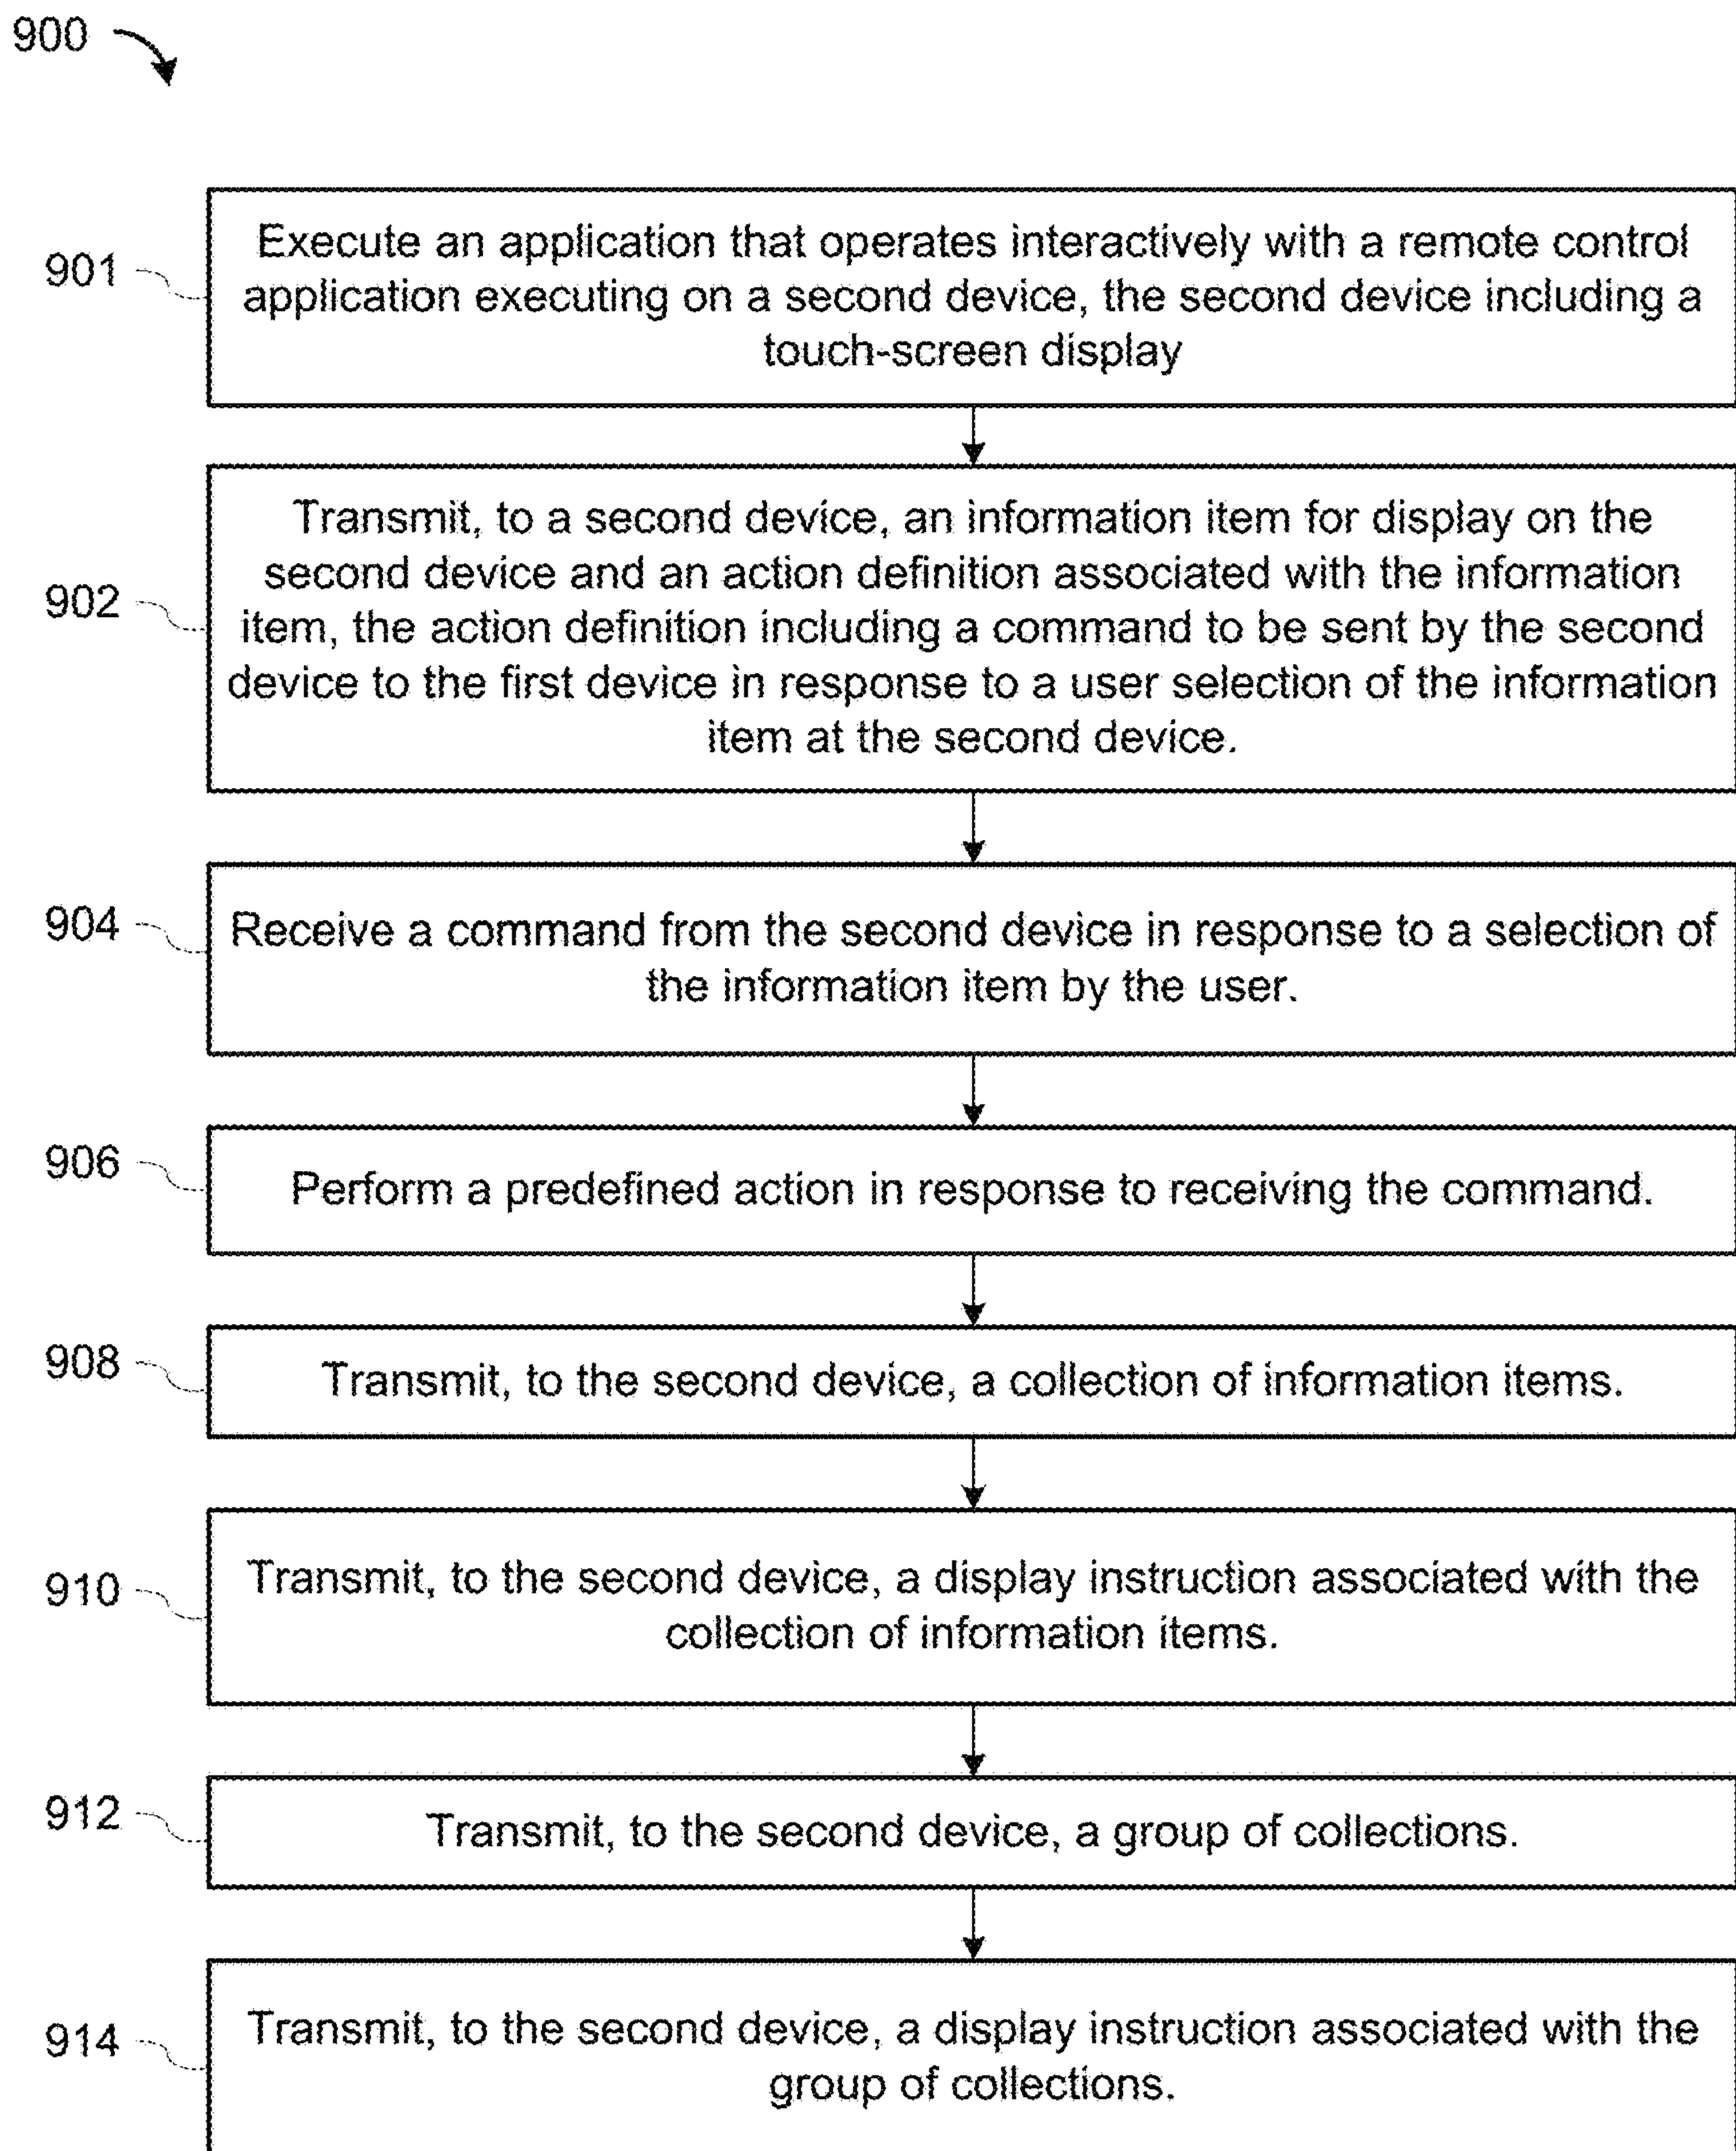 900
901
Execute an application that operates interactively with a remote control
application executing on a second device, the second device including a
touch-screen display
902
Transmit, to a second device, an information item for display on the
second device and an action definition associated with the information
item, the action definition including a command to be sent by the second
device to the first device in response to a user selection of the information
item at the second device.
904
Receive a command from the second device in response to a selection of
the information item by the user.
906
Perform a predefined action in response to receiving the command.
908
Transmit, to the second device, a collection of information items.
910
Transmit, to the second device, a display instruction associated with the
collection of information items.
912
Transmit, to the second device, a group of collections.
914
Transmit, to the second device, a display instruction associated with the
group of collections.